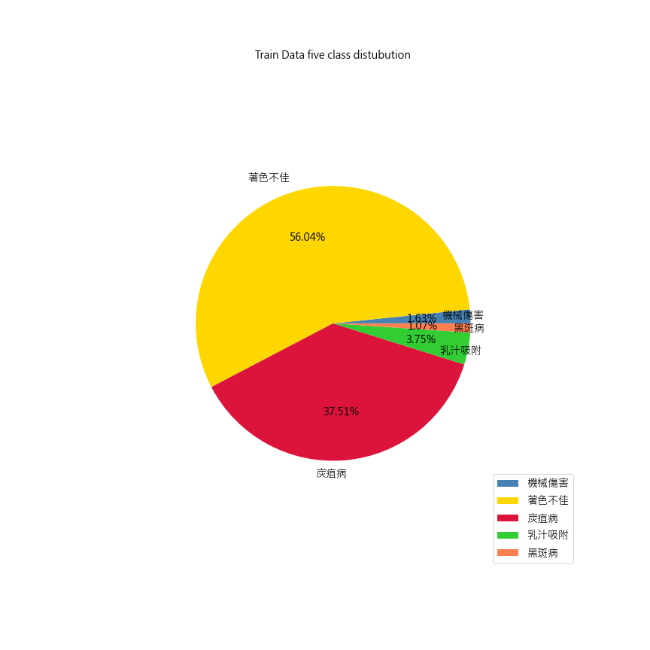 Train Data five class distubution
著色不佳
56.04%
1.63%
機械傷害
1.07%
黑斑病
3.75%
乳汁吸附
37.51%
炭疽病
機械傷害
著色不佳
炭疽病
乳汁吸附
黑斑病